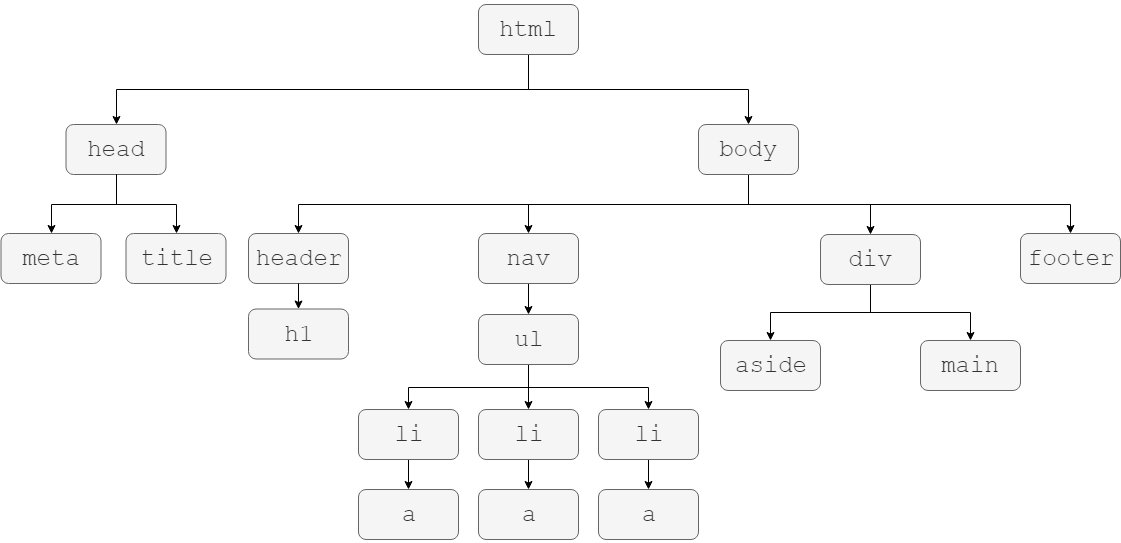 html
head
body
meta
title
header
nav
div
footer
h1
ul
aside
main
li
li
li
a
a
a